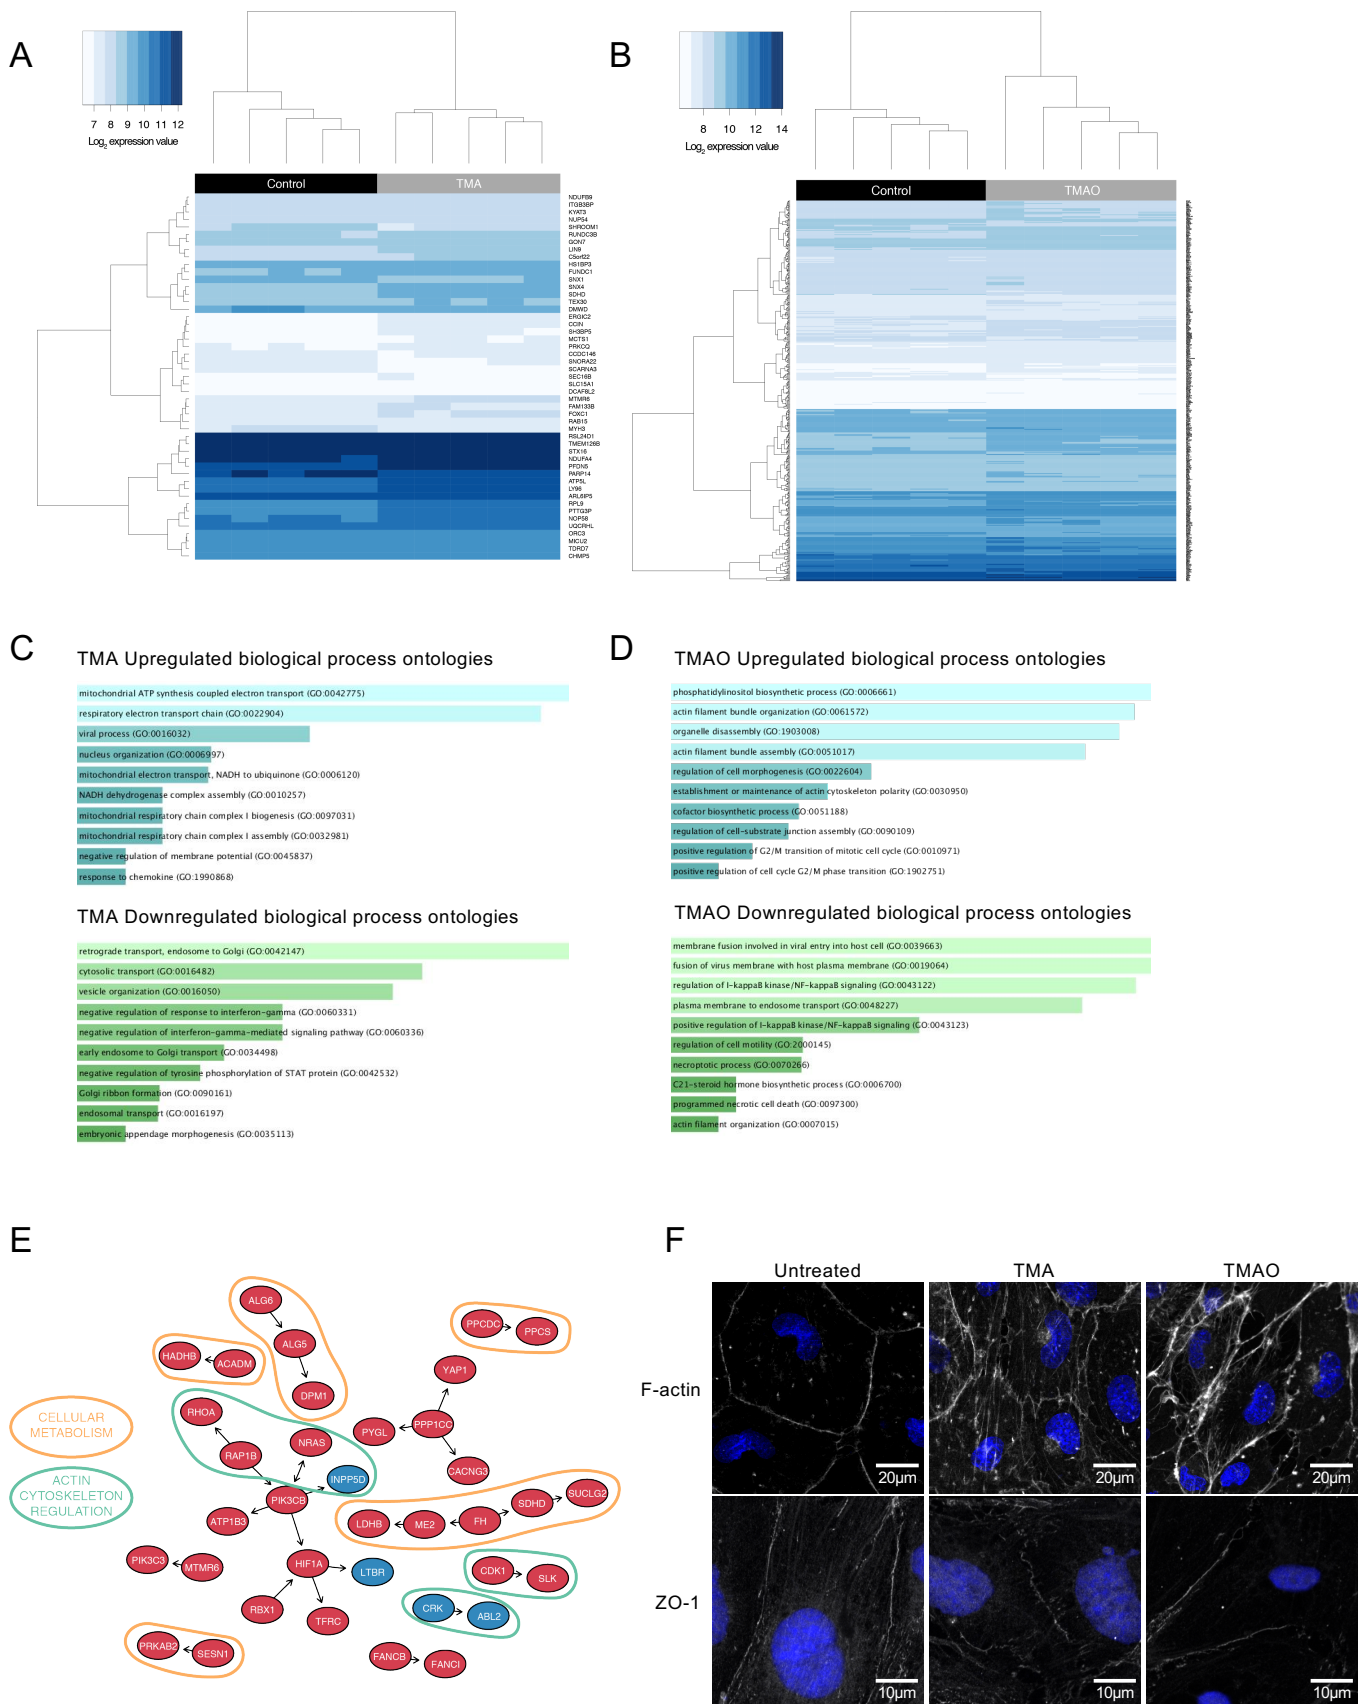 A
7 8 9 10 11 12
Log2 expression value
Control
TMA
NDUFB9
ITGB3BP
KYAT3
NUP54
SHROOM1
RUNDC3B
GON7
LIN9
C5orf22
HS1BP3
FUNDC1
SNX1
SNX4
SDHD
TEX30
DMWD
ERGIC2
CCIN
SH3BP5
MCTS1
PRKCQ
CCDC146
SNORA22
SCARNA3
SEC16B
SLC15A1
DCAF8L2
MTMR6
FAM133B
FOXC1
RAB15
MYH3
RSL24D1
TMEM126B
STX16
NDUFA4
PFDN5
PARP14
ATP5L
LY96
ARL6IP5
RPL9
PTTG3P
NOP58
UQCRHL
ORC3
MICU2
TDRD7
CHMP5
B
8 10 12 14
Log2 expression value
Control
TMAO
C
TMA Upregulated biological process ontologies
mitochondrial ATP synthesis coupled electron transport (GO:0042775)
respiratory electron transport chain (GO:0022904)
viral process (GO:0016032)
nucleus organization (GO:0006997)
mitochondrial electron transport, NADH to ubiquinone (GO:0006120)
NADH dehydrogenase complex assembly (GO:0010257)
mitochondrial respiratory chain complex I biogenesis (GO:0097031)
mitochondrial respiratory chain complex I assembly (GO:0032981)
negative regulation of membrane potential (GO:0045837)
response to chemokine (GO:1990868)
TMA Downregulated biological process ontologies
retrograde transport, endosome to Golgi (GO:0042147)
cytosolic transport (GO:0016482)
vesicle organization (GO:0016050)
negative regulation of response to interferon-gamma (GO:0060331)
negative regulation of interferon-gamma-mediated signaling pathway (GO:0060336)
early endosome to Golgi transport (GO:0034498)
negative regulation of tyrosine phosphorylation of STAT protein (GO:0042532)
Golgi ribbon formation (GO:0090161)
endosomal transport (GO:0016197)
embryonic appendage morphogenesis (GO:0035113)
D
TMAO Upregulated biological process ontologies
phosphatidylinositol biosynthetic process (GO:0006661)
actin filament bundle organization (GO:0061572)
organelle disassembly (GO:1903008)
actin filament bundle assembly (GO:0051017)
regulation of cell morphogenesis (GO:0022604)
establishment or maintenance of actin cytoskeleton polarity (GO:0030950)
cofactor biosynthetic process (GO:0051188)
regulation of cell-substrate junction assembly (GO:0090109)
positive regulation of G2/M transition of mitotic cell cycle (GO:0010971)
positive regulation of cell cycle G2/M phase transition (GO:1902751)
TMAO Downregulated biological process ontologies
membrane fusion involved in viral entry into host cell (GO:0039663)
fusion of virus membrane with host plasma membrane (GO:0019064)
regulation of I-kappaB kinase/NF-kappaB signaling (GO:0043122)
plasma membrane to endosome transport (GO:0048227)
positive regulation of I-kappaB kinase/NF-kappaB signaling (GO:0043123)
regulation of cell motility (GO:2000145)
necroptotic process (GO:0070266)
C21-steroid hormone biosynthetic process (GO:0006700)
programmed necrotic cell death (GO:0097300)
actin filament organization (GO:0007015)
E
CELLULAR
METABOLISM
ACTIN
CYTOSKELETON
REGULATION
ALG6
ALG5
DPM1
HADHB
ACADM
PPCDC
PPCS
YAP1
PPP1CC
PYGL
CACNG3
RHOA
RAP1B
NRAS
INPP5D
PIK3CB
ATP1B3
LDHB
ME2
FH
SDHD
SUCLG2
PIK3C3
MTMR6
HIF1A
LTBR
RBX1
TFRC
CDK1
SLK
CRK
ABL2
PRKAB2
SESN1
FANCB
FANCI
F
Untreated
TMA
TMAO
F-actin
20μm
20μm
20μm
ZO-1
10μm
10μm
10μm